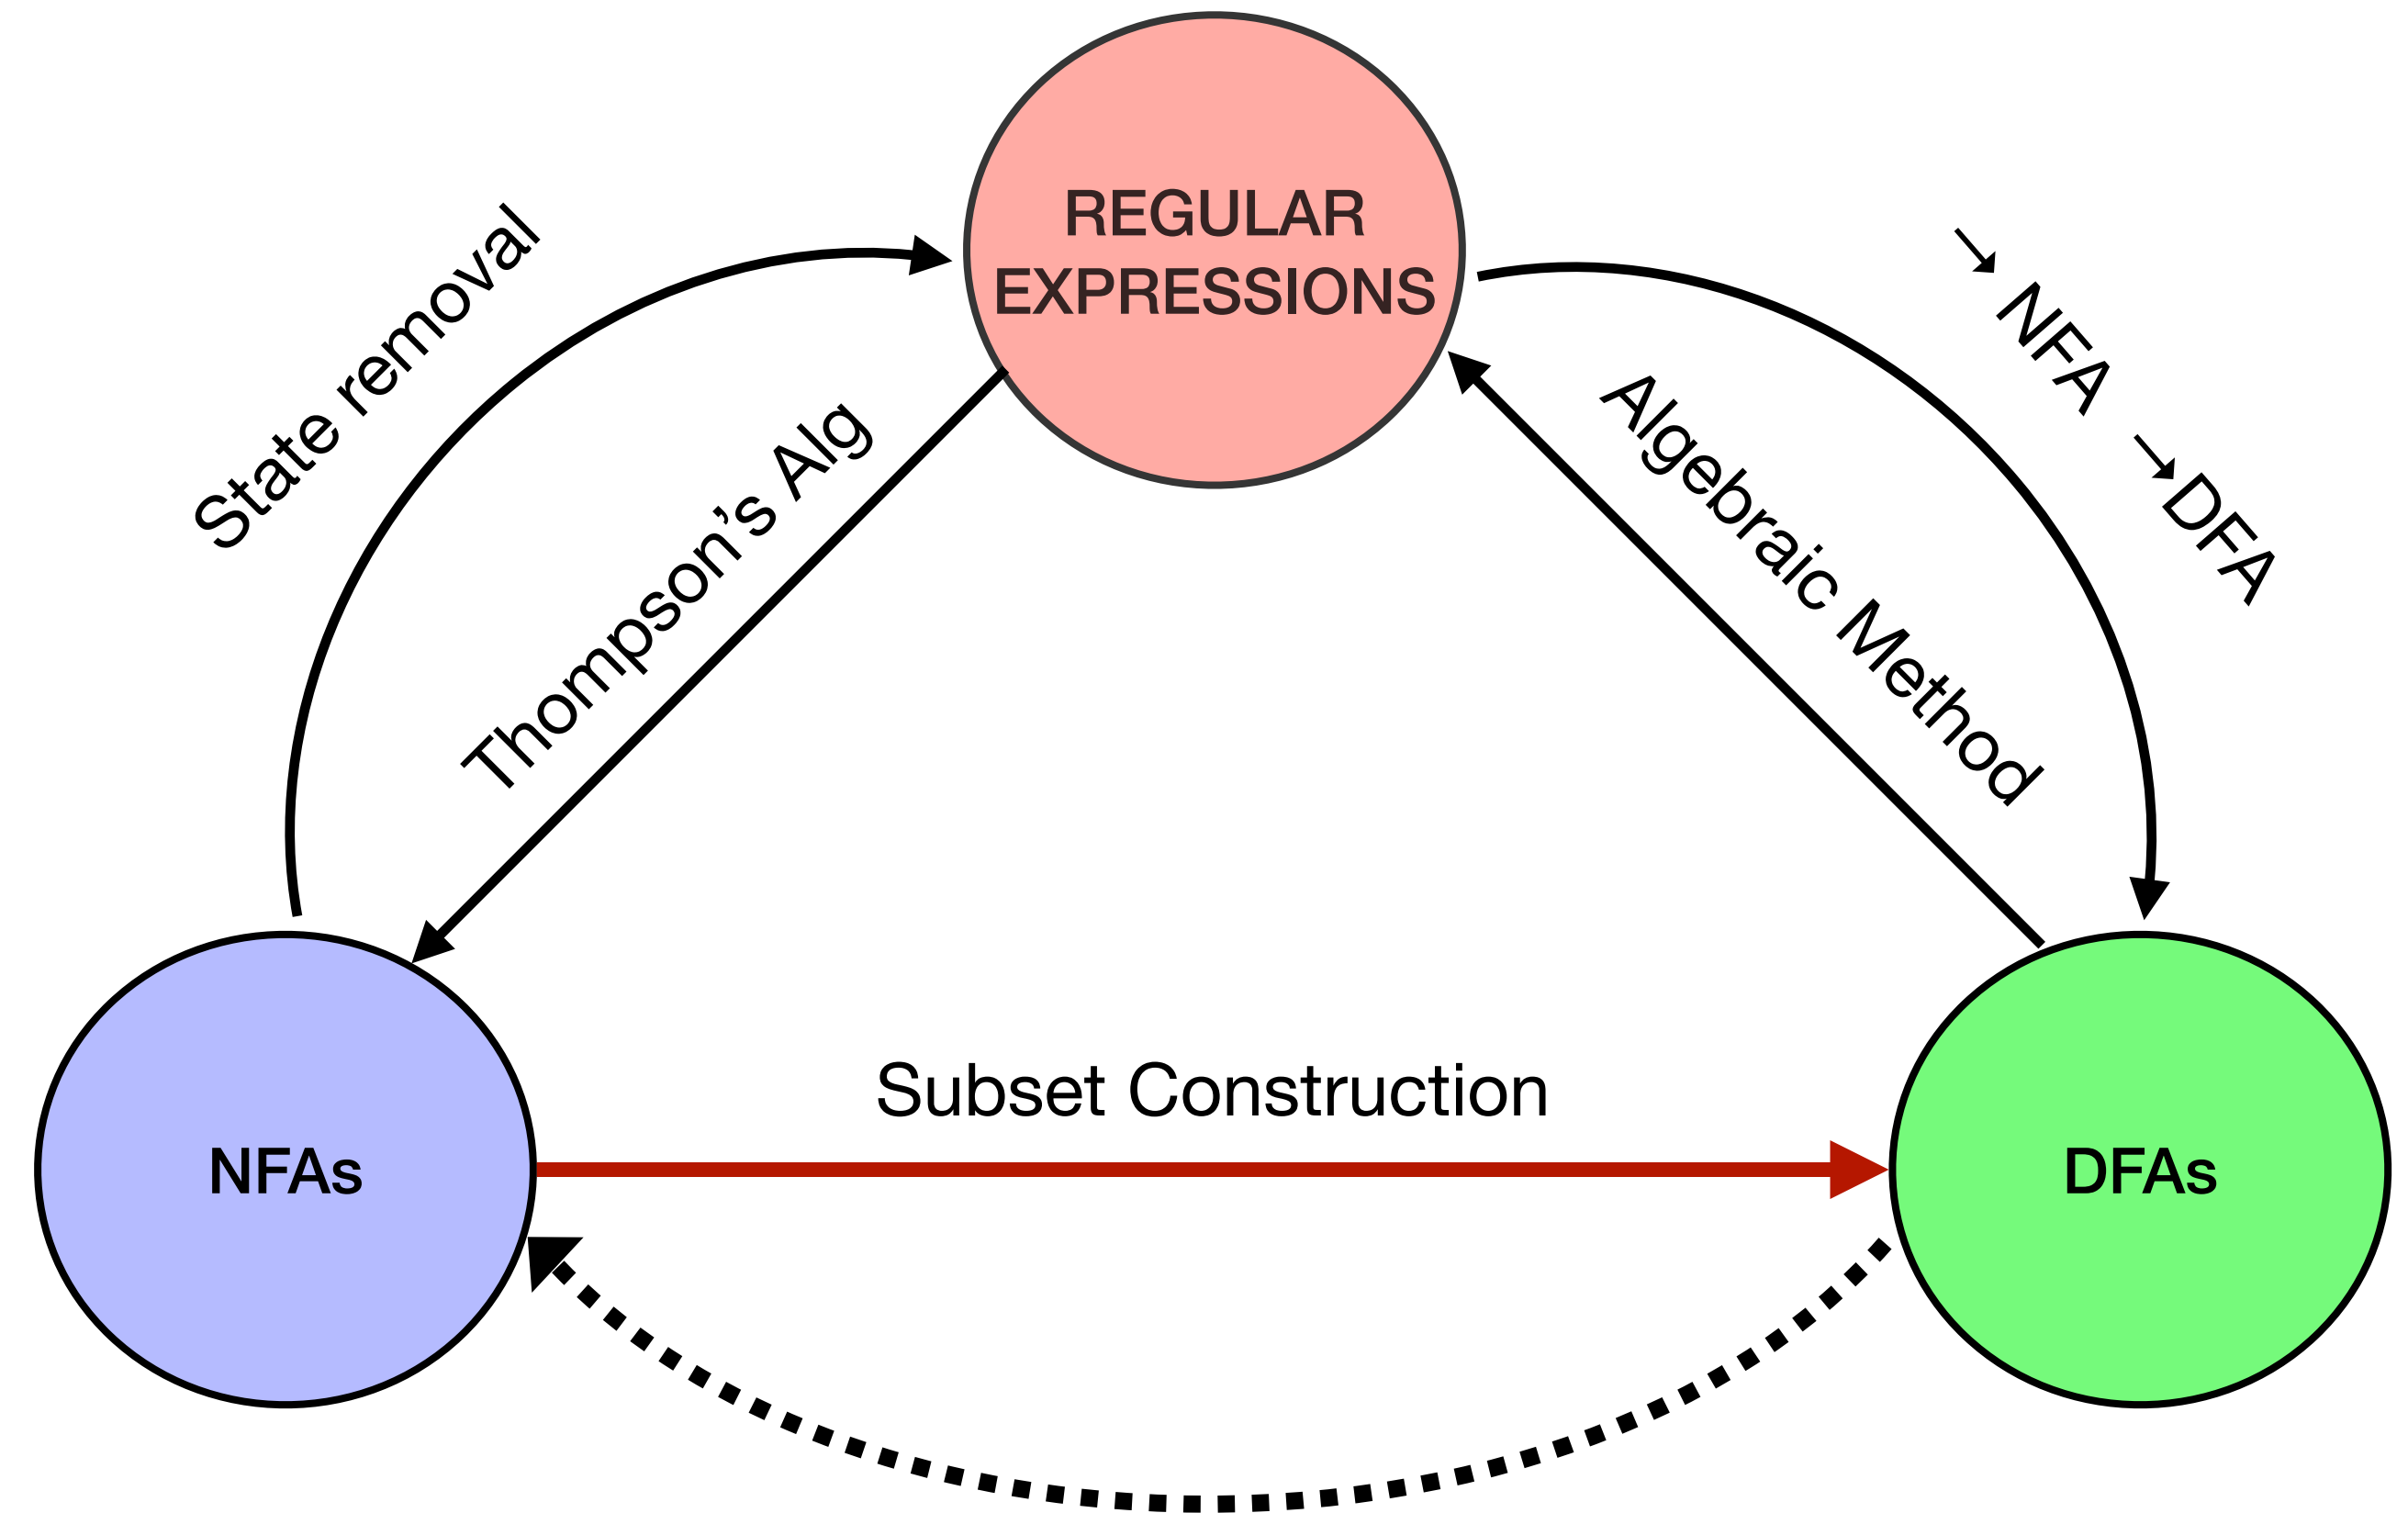 REGULAR
EXPRESSIONS
State removal
Thompson's Alg
→ NFA →DFA
Algebraic Method
Subset Construction
NFAs
DFAs